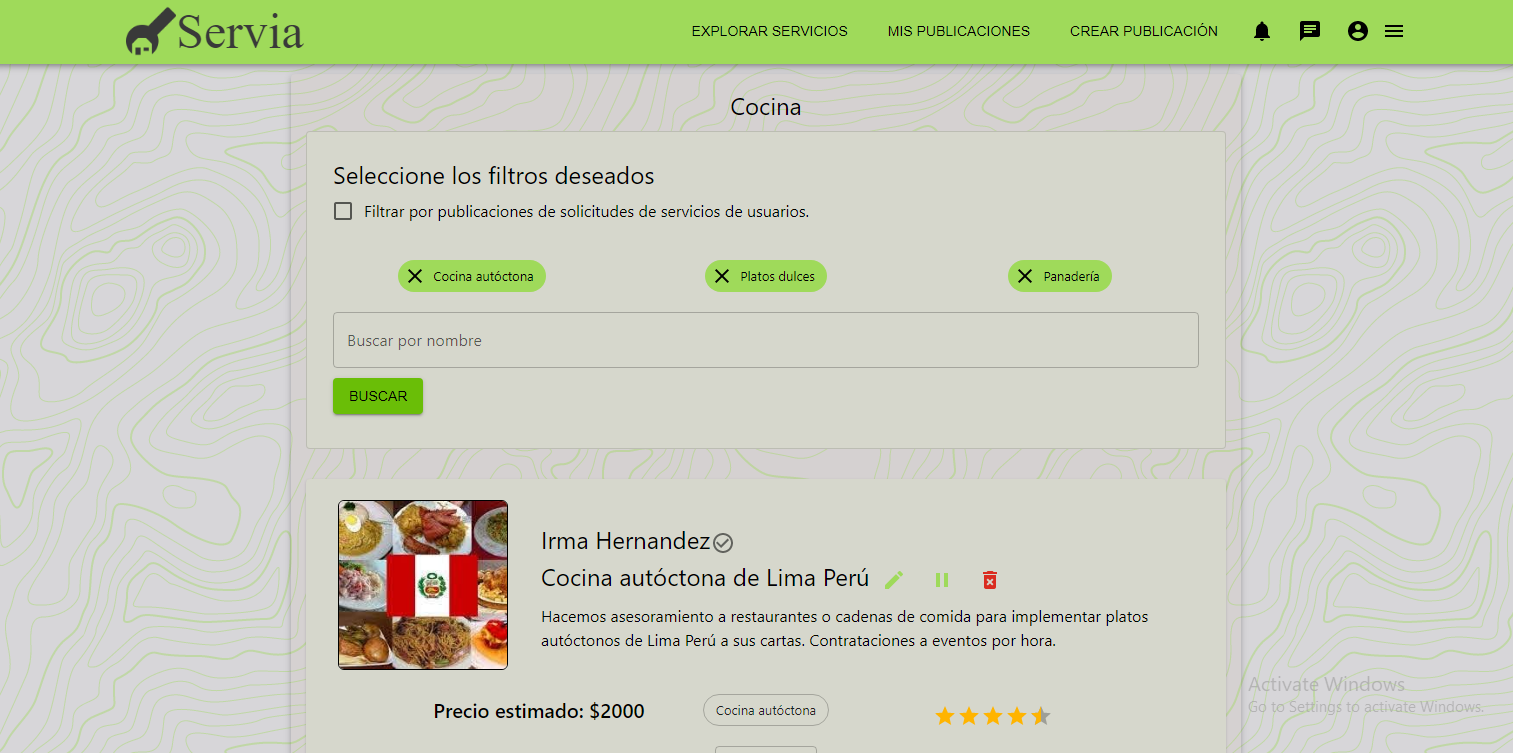 Servia
EXPLORAR SERVICIOS
MIS PUBLICACIONES
CREAR PUBLICACIÓN
Cocina
Seleccione los filtros deseados
Filtrar por publicaciones de solicitudes de servicios de usuarios.
Cocina autóctona
Platos dulces
Panadería
Buscar por nombre
BUSCAR
Irma Hernandez
Cocina autóctona de Lima Perú
Hacemos asesoramiento a restaurantes o cadenas de comida para implementar platos
autóctonos de Lima Perú a sus cartas. Contrataciones a eventos por hora.
Precio estimado: $2000
Cocina autóctona
Activate Windows
Go to Settings to activate Windows.